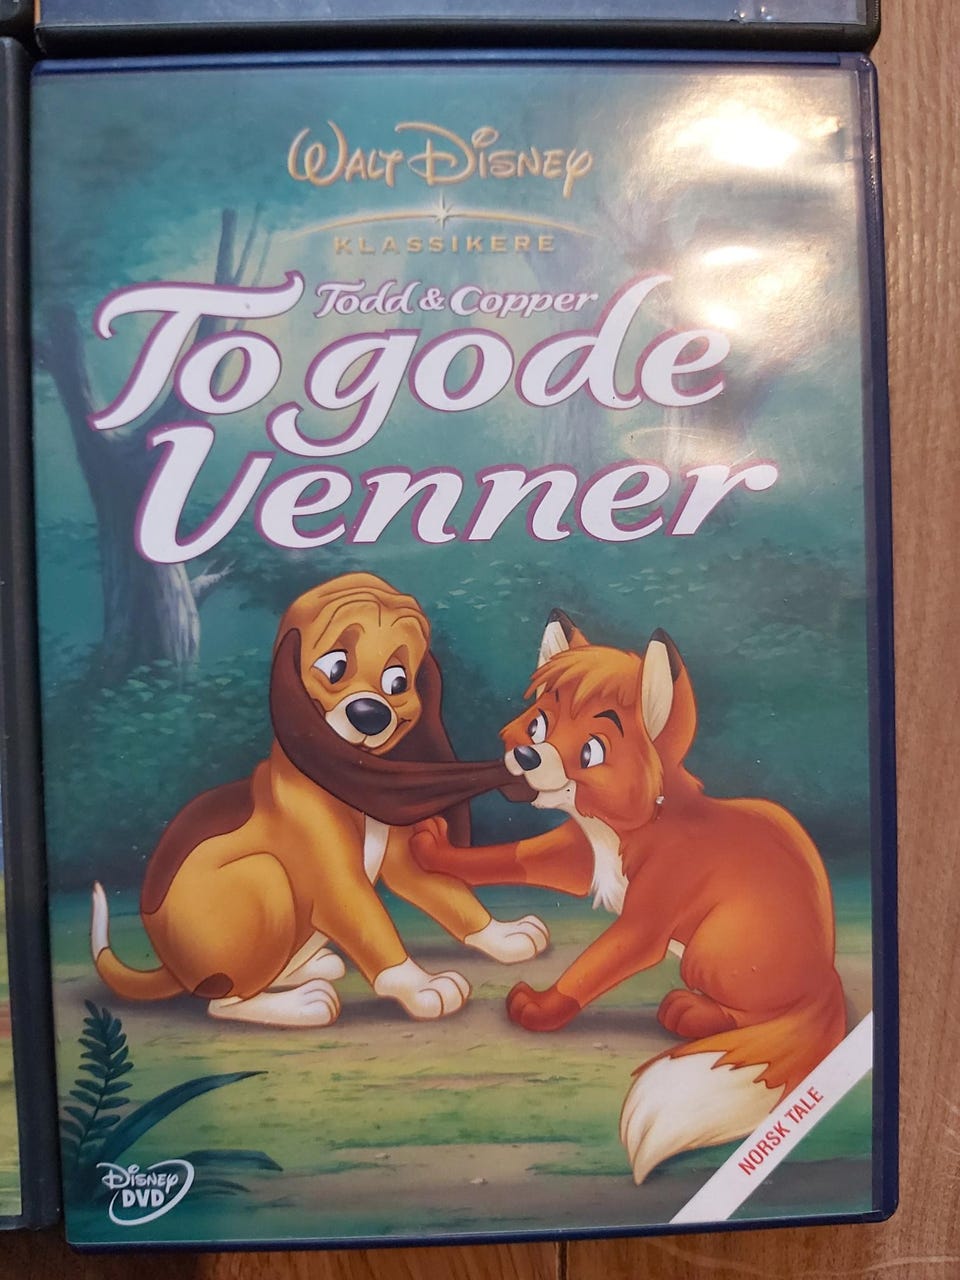 WALT DISNEY
KLASSIKERE
Todd & Copper
To gode
Venner
NORSK TALE
DISNEY
DVD